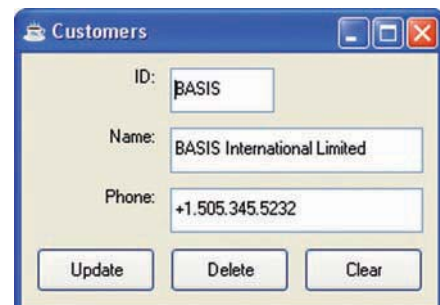 Customers
ID: BASIS
Name: BASIS International Limited
Phone: +1.505.345.5232
Update Delete Clear